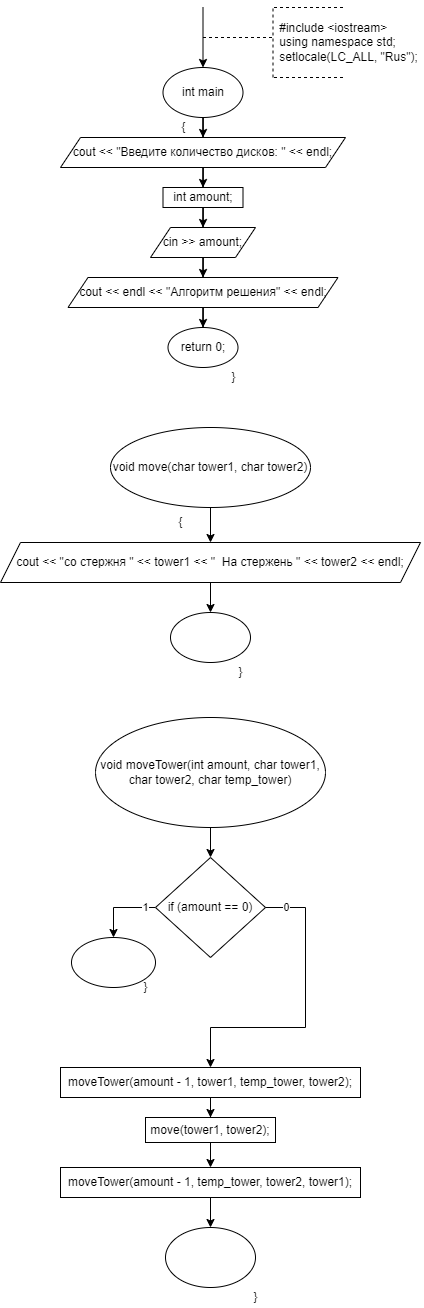 #include <iostream>
using namespace std;
setlocale(LC_ALL, "Rus");
int main
{
cout << "Введите количество дисков: " << endl;
int amount;
cin >> amount;
cout << endl << "Алгоритм решения" << endl;
return 0;
}
void move(char tower1, char tower2)
{
cout << "со стержня " << tower1 << "  На стержень " << tower2 << endl;
}
void moveTower(int amount, char tower1,
char tower2, char temp_tower)
1
if (amount == 0)
0
}
moveTower(amount - 1, tower1, temp_tower, tower2);
move(tower1, tower2);
moveTower(amount - 1, temp_tower, tower2, tower1);
}